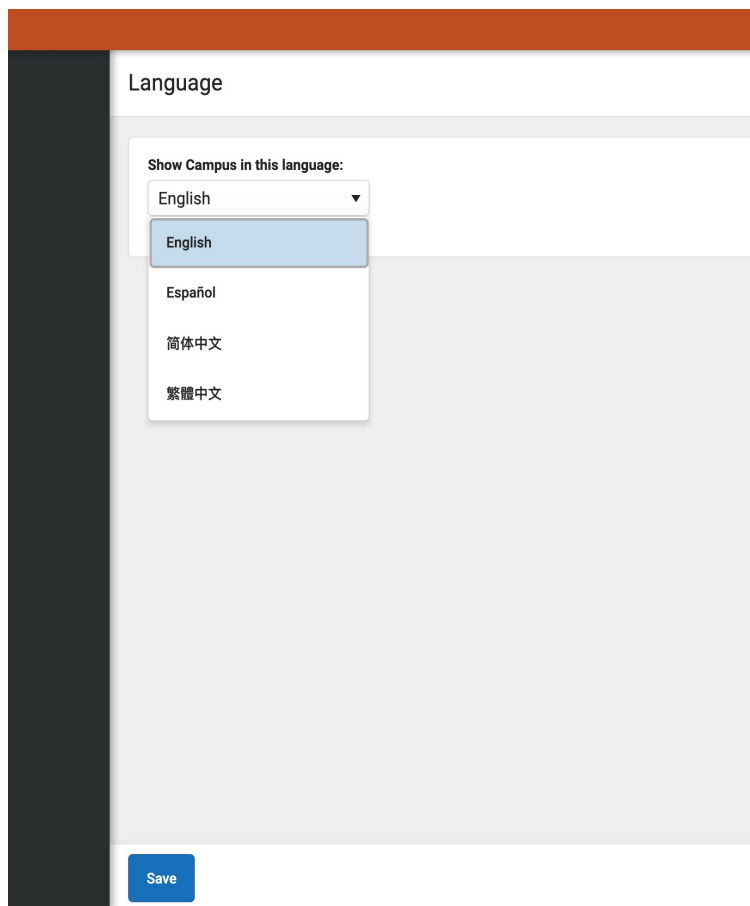 Language
Show Campus in this language:
English
English
Español
简体中文
繁體中文
Save